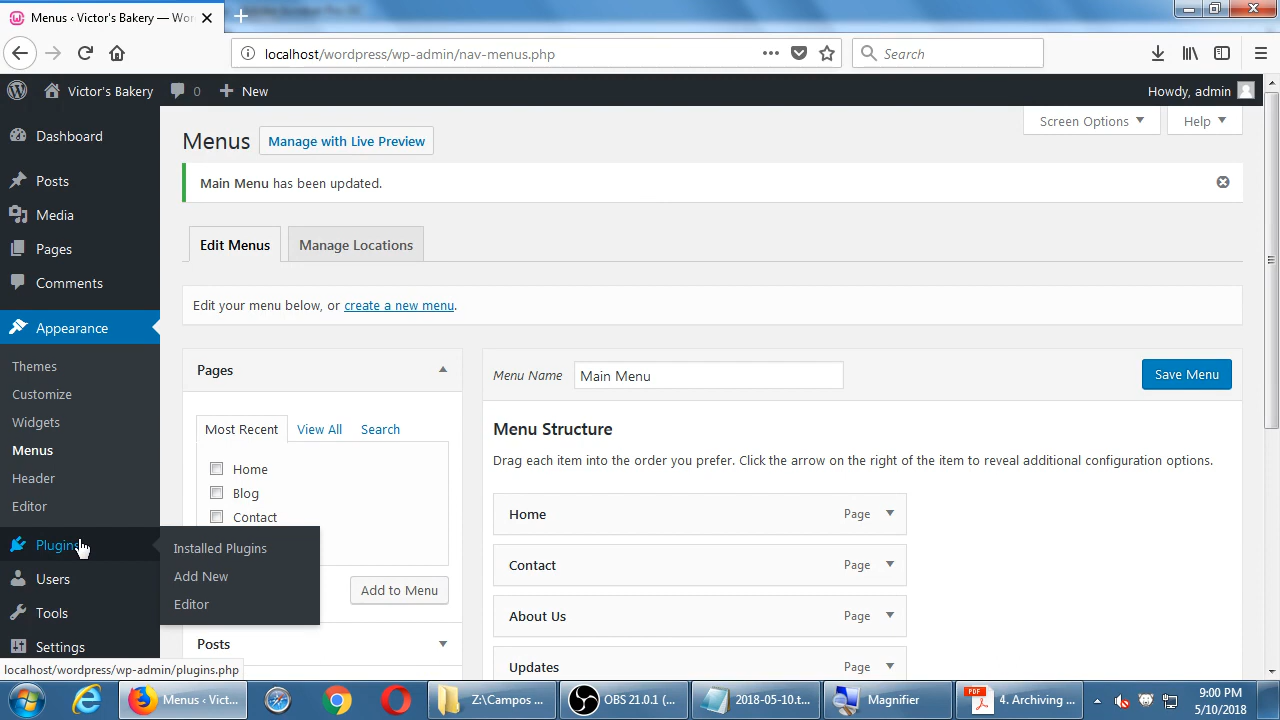 Menus ‹ Victor's Bakery — Wor
localhost/wordpress/wp-admin/nav-menus.php
Search
Victor's Bakery
0
New
Howdy, admin
Dashboard
Posts
Media
Pages
Comments
Appearance
Themes
Customize
Widgets
Menus
Header
Editor
Plugins
Installed Plugins
Add New
Editor
Users
Tools
Settings
localhost/wordpress/wp-admin/plugins.php
Screen Options
Help
Menus
Manage with Live Preview
Main Menu has been updated.
Edit Menus
Manage Locations
Edit your menu below, or create a new menu.
Pages
Most Recent
View All
Search
Home
Blog
Contact
Add to Menu
Posts
Menu Name
Main Menu
Save Menu
Menu Structure
Drag each item into the order you prefer. Click the arrow on the right of the item to reveal additional configuration options.
Home
Page
Contact
Page
About Us
Page
Updates
Page
Menus ‹ Vict...
Z:\Campos ...
OBS 21.0.1 (...
2018-05-10.t...
Magnifier
PDF
4. Archiving ...
9:00 PM
5/10/2018